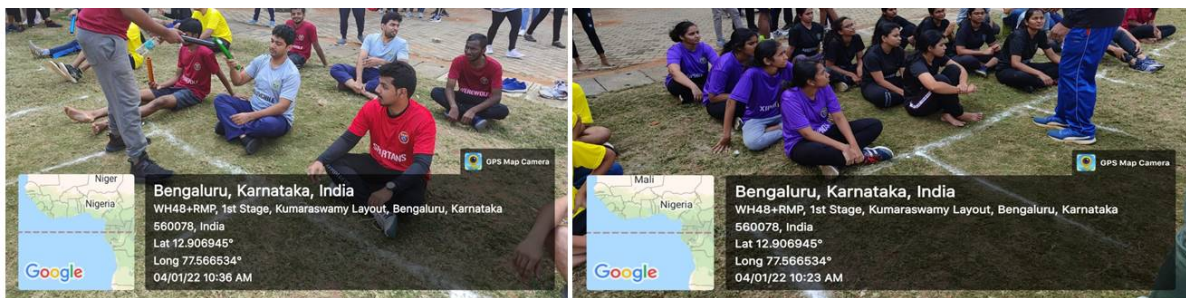 SPARTANS
GPS Map Camera
Niger
Nigeria
Google
Bengaluru, Karnataka, India
WH48+RMP, 1st Stage, Kumaraswamy Layout, Bengaluru, Karnataka
560078, India
Lat 12.906945°
Long 77.566534°
04/01/22 10:36 AM
GPS Map Camera
Mali
Nigeria
Google
Bengaluru, Karnataka, India
WH48+RMP, 1st Stage, Kumaraswamy Layout, Bengaluru, Karnataka
560078, India
Lat 12.906945°
Long 77.566534°
04/01/22 10:23 AM